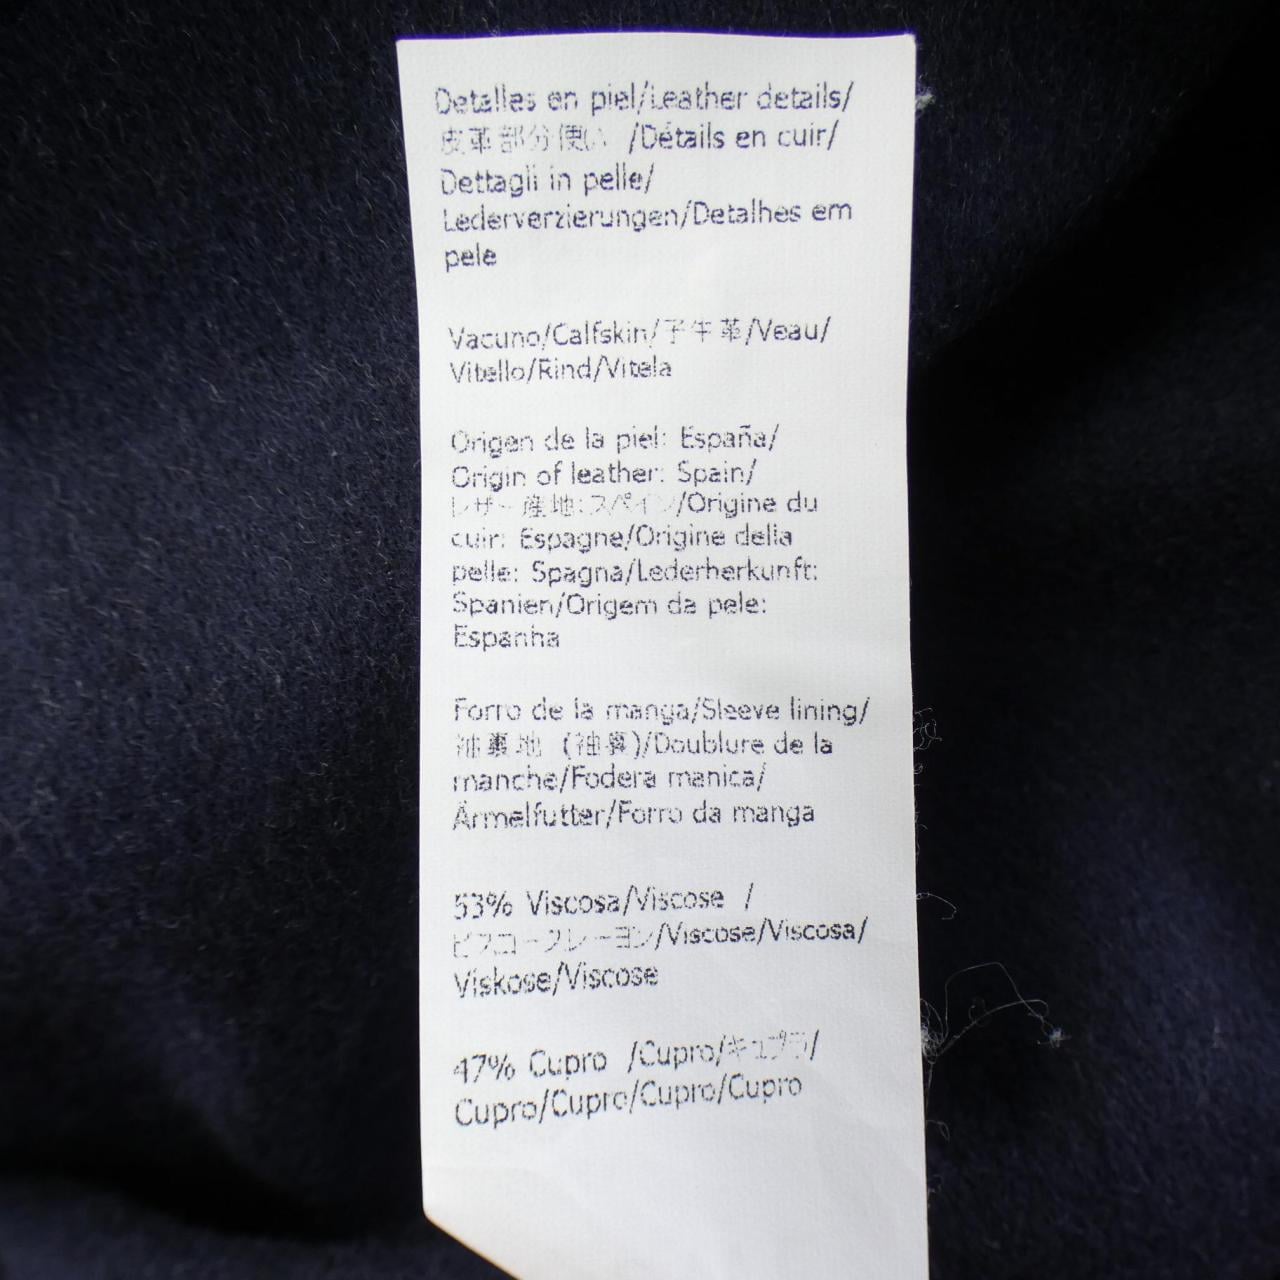 Detalles en piel/Leather details/
皮革部分使い /Détails en cuir/
Dettagli in pelle/
Lederverzierungen/Detalhes em
pele
Vacuno/Calfskin/子牛革/Veau/
Vitello/Rind/Vitela
Origen de la piel: España/
Origin of leather: Spain/
レザー産地:スペイン/Origine du
cuir: Espagne/Origine della
pelle: Spagna/Lederherkunft:
Spanien/Origem da pele:
Espanha
Forro de la manga/Sleeve lining/
袖裏地 (袖裏)/Doublure de la
manche/Fodera manica/
Ärmelfutter/Forro da manga
53% Viscosa/Viscose /
ビスコースレーヨン/Viscose/Viscosa/
Viskose/Viscose
47% Cupro /Cupro/キュプラ/
Cupro/Cupro/Cupro/Cupro